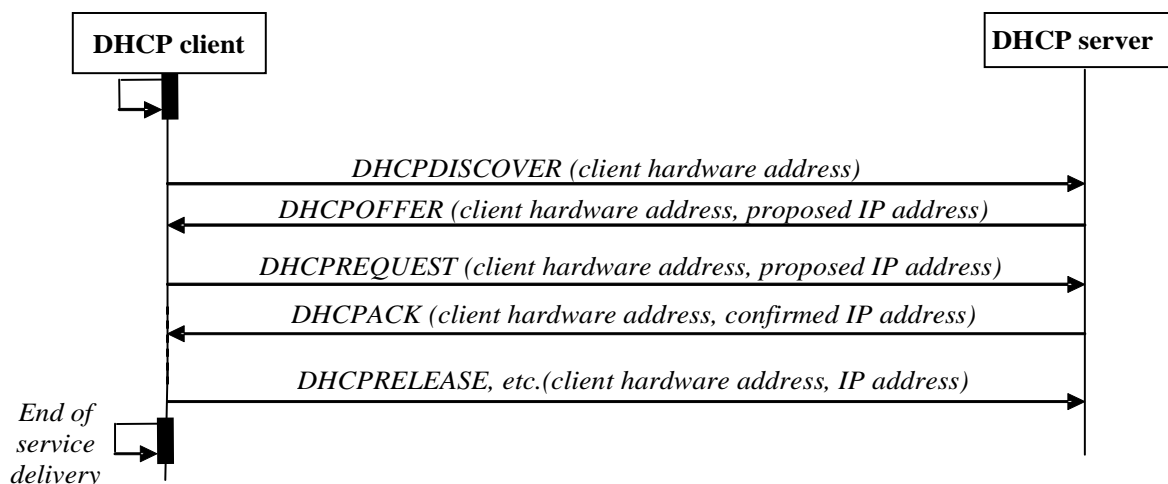 DHCP client
DHCP server
DHCPDISCOVER (client hardware address)
DHCPOFFER (client hardware address, proposed IP address)
DHCPREQUEST (client hardware address, proposed IP address)
DHCPACK (client hardware address, confirmed IP address)
DHCPRELEASE, etc.(client hardware address, IP address)
End of
service
delivery